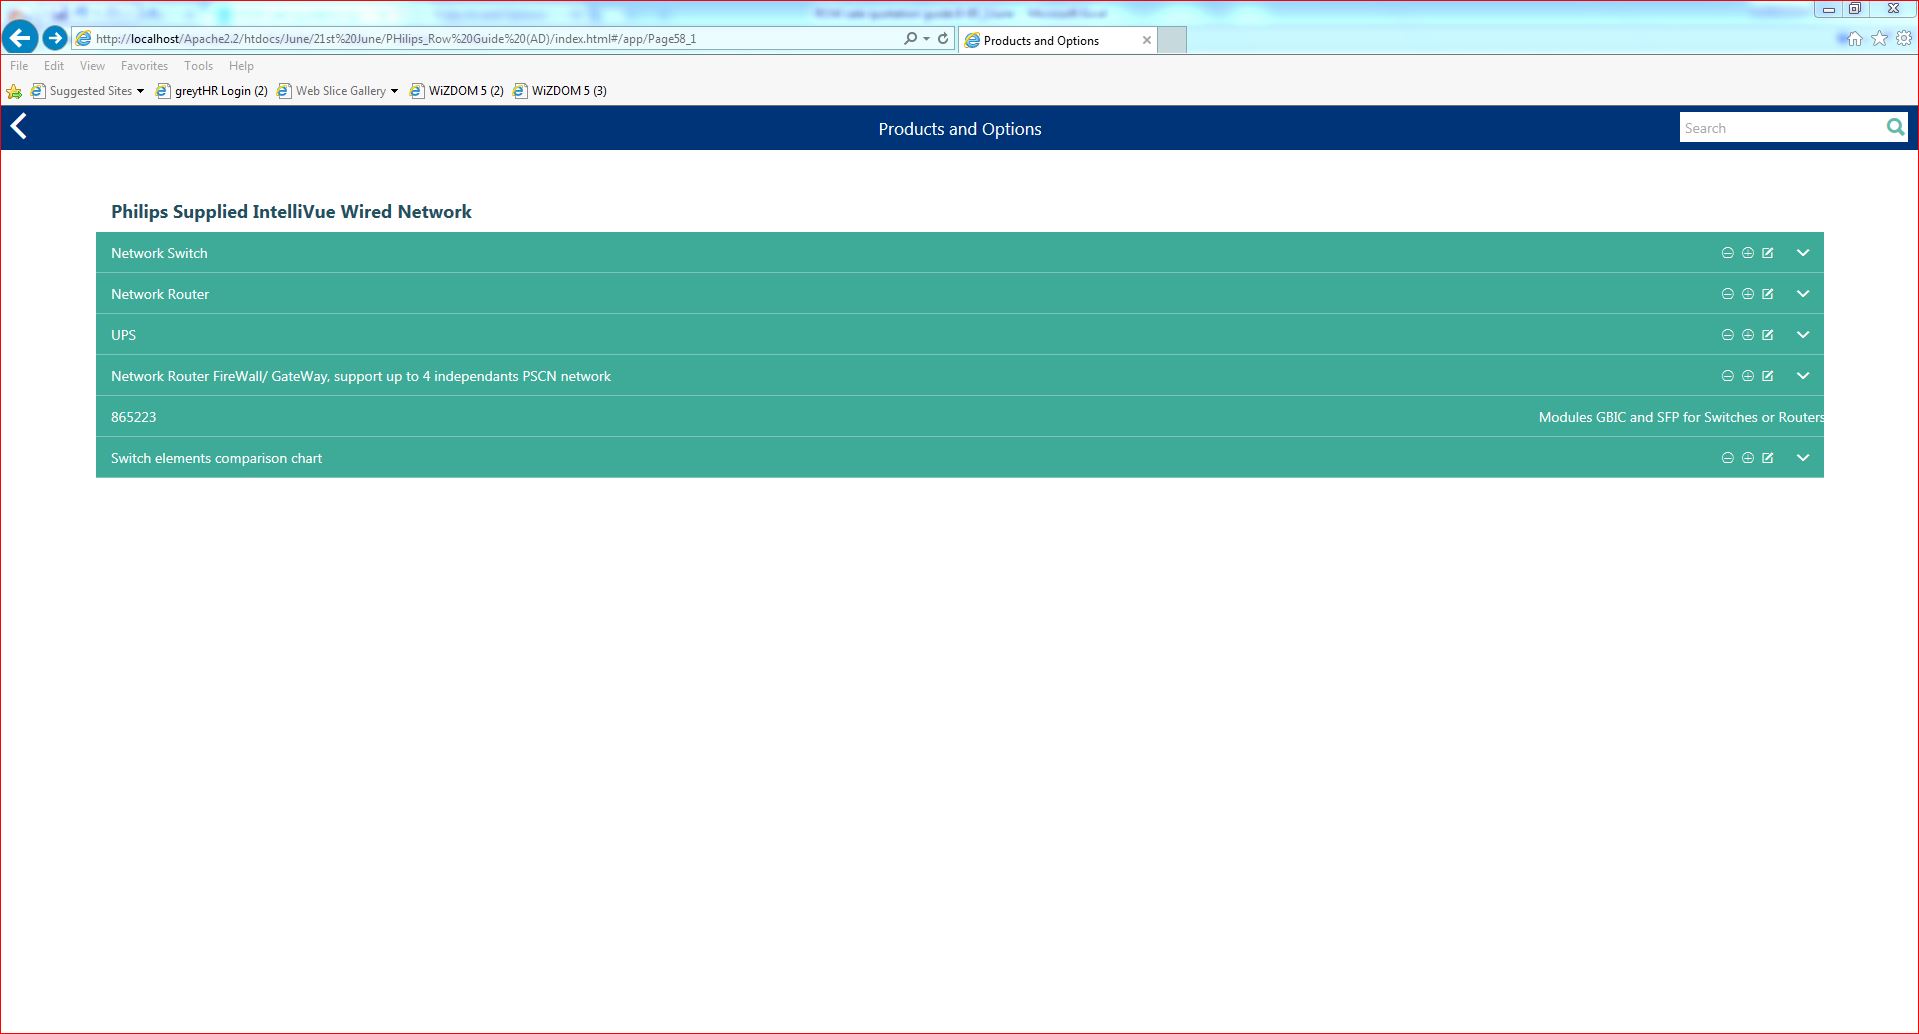 http://localhost/Apache2.2/htdocs/June/21st%20June/PHilips_Row%20Guide%20(AD)/index.html#/app/Page58_1
Products and Options
File Edit View Favorites Tools Help
Suggested Sites greytHR Login (2) Web Slice Gallery WiZDOM 5 (2) WiZDOM 5 (3)
Products and Options
Search
Philips Supplied IntelliVue Wired Network
Network Switch
Network Router
UPS
Network Router FireWall/ GateWay, support up to 4 independants PSCN network
865223 Modules GBIC and SFP for Switches or Routers
Switch elements comparison chart